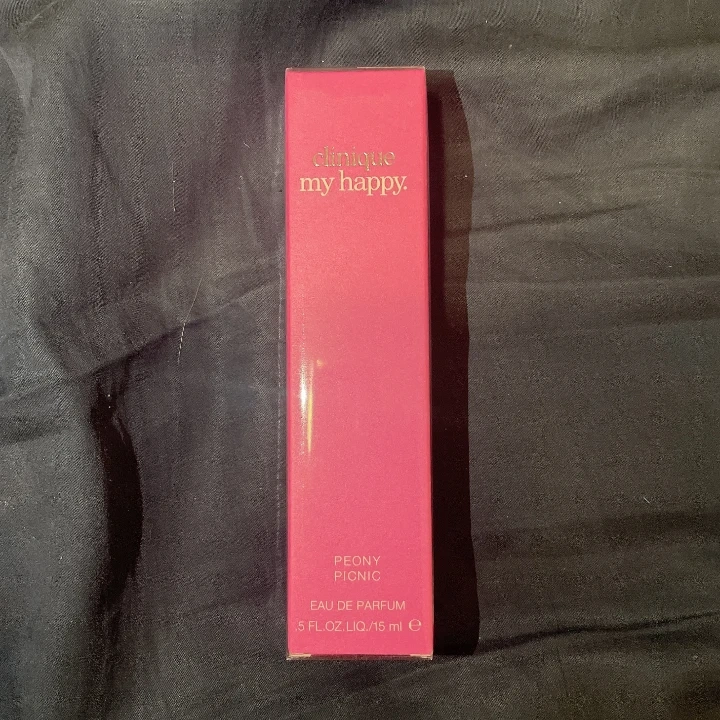 clinique
my happy.
PEONY
PICNIC
EAU DE PARFUM
.5 FL.OZ.LIQ./15 ml ℮